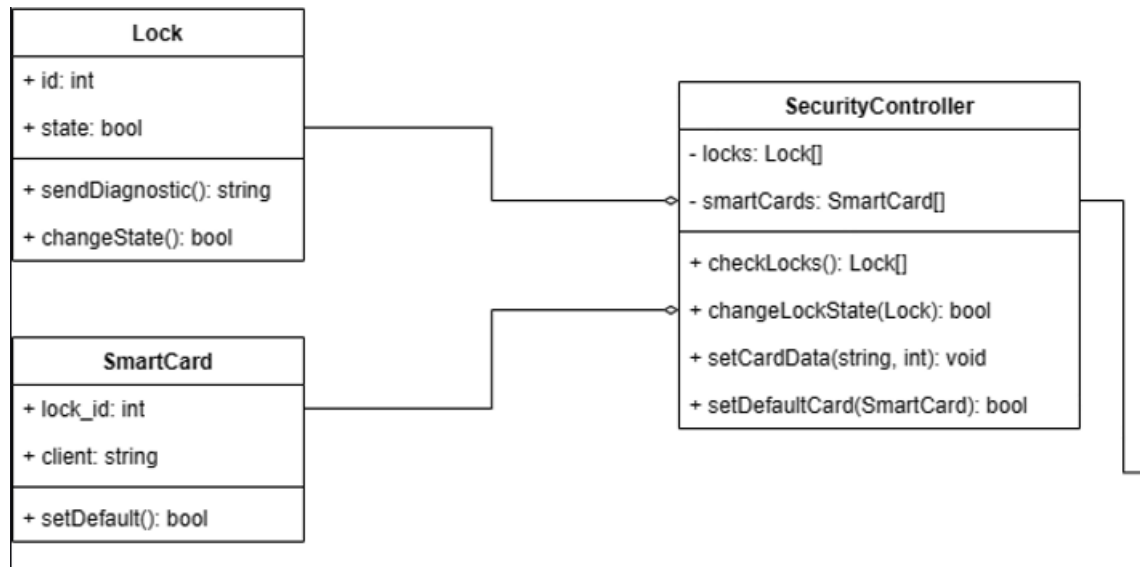 Lock
+ id: int
+ state: bool
+ sendDiagnostic(): string
+ changeState(): bool
SmartCard
+ lock_id: int
+ client: string
+ setDefault(): bool
SecurityController
- locks: Lock[]
- smartCards: SmartCard[]
+ checkLocks(): Lock[]
+ changeLockState(Lock): bool
+ setCardData(string, int): void
+ setDefaultCard(SmartCard): bool